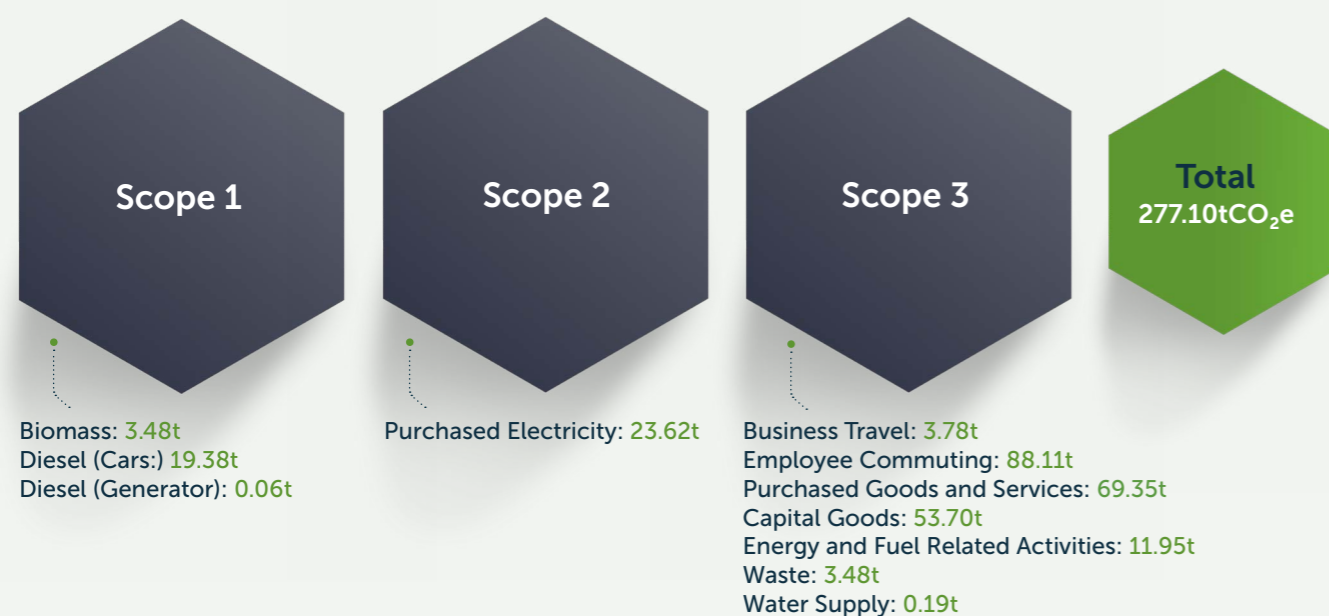 Scope 1
Scope 2
Scope 3
Total
277.10tCO₂e
Biomass: 3.48t
Diesel (Cars:) 19.38t
Diesel (Generator): 0.06t
Purchased Electricity: 23.62t
Business Travel: 3.78t
Employee Commuting: 88.11t
Purchased Goods and Services: 69.35t
Capital Goods: 53.70t
Energy and Fuel Related Activities: 11.95t
Waste: 3.48t
Water Supply: 0.19t